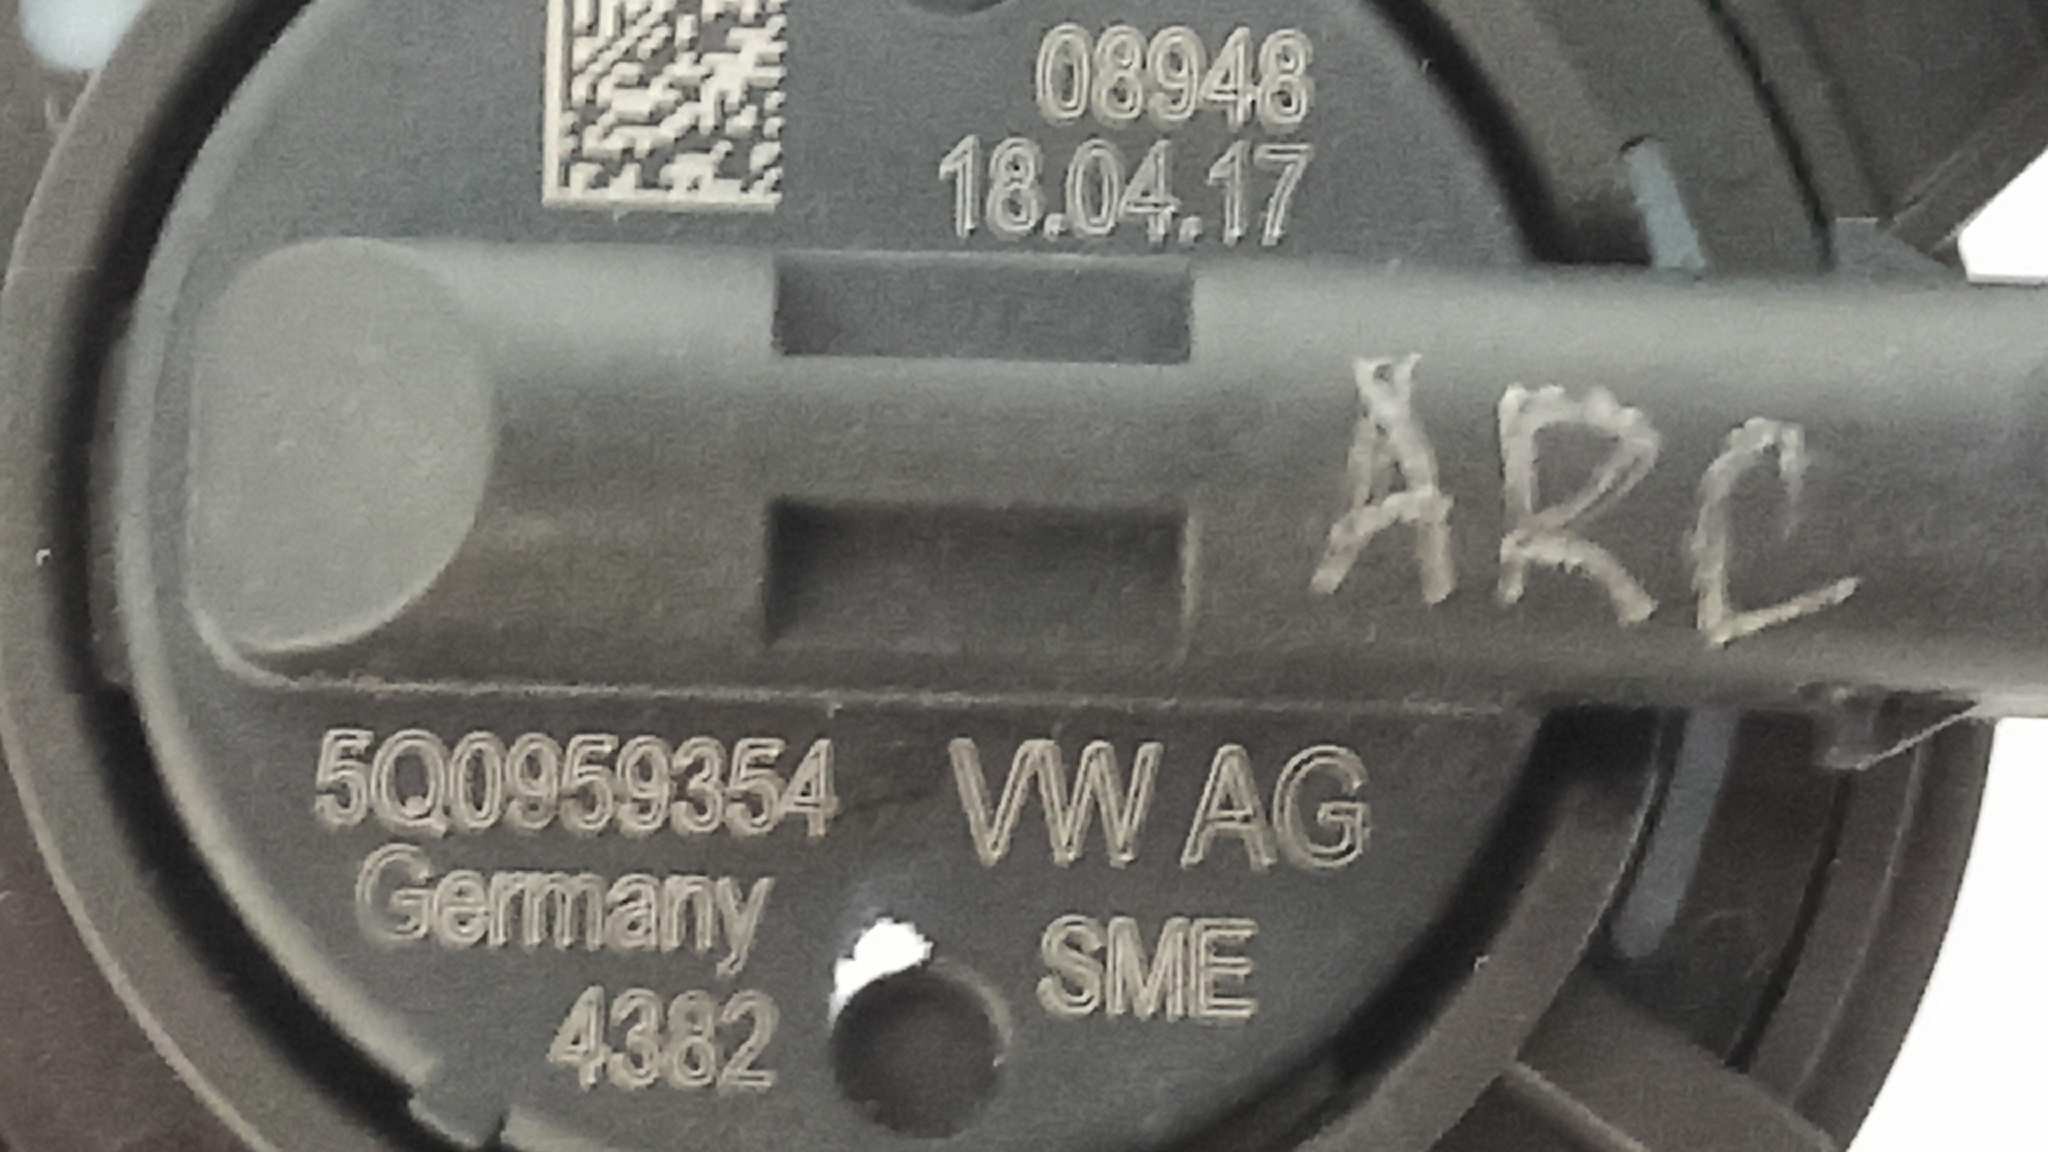 08948
18.04.17
ARC
5Q0959354 VW AG
Germany
SME
4382